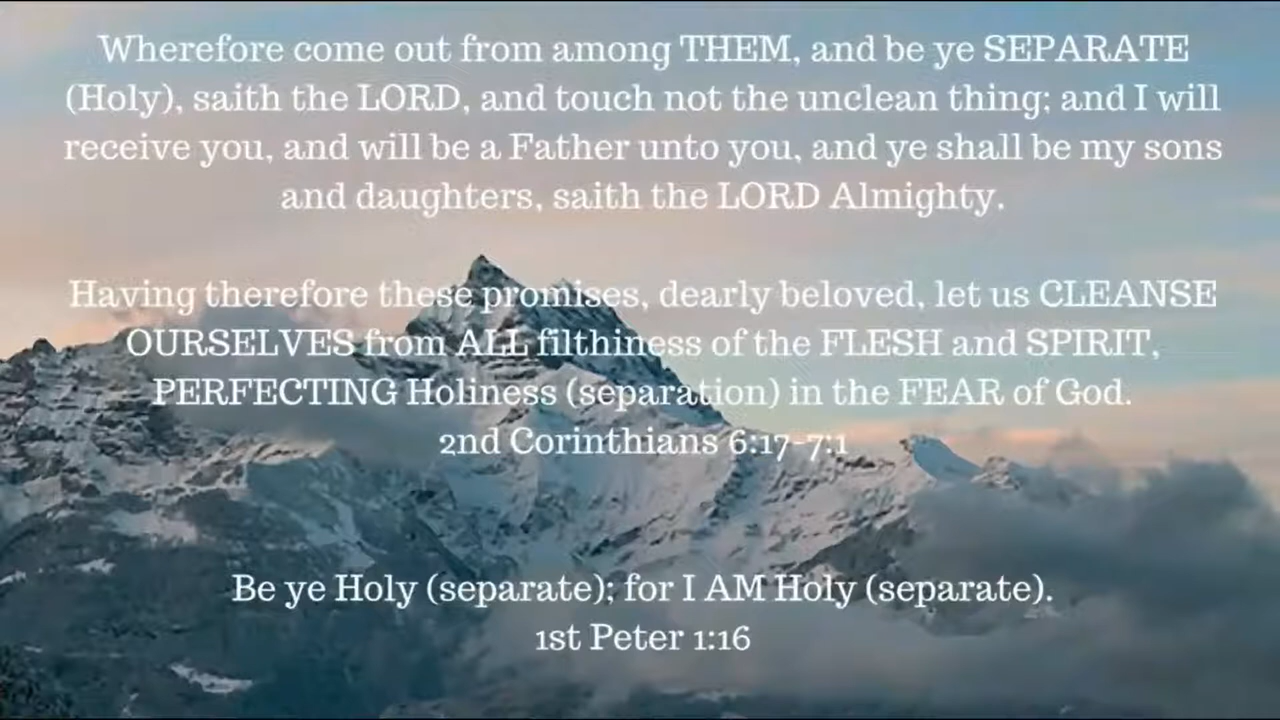 Wherefore come out from among THEM, and be ye SEPARATE
(Holy), saith the LORD, and touch not the unclean thing; and I will
receive you, and will be a Father unto you, and ye shall be my sons
and daughters, saith the LORD Almighty.
Having therefore these promises, dearly beloved, let us CLEANSE
OURSELVES from ALL filthiness of the FLESH and SPIRIT,
PERFECTING Holiness (separation) in the FEAR of God.
2nd Corinthians 6:17-7:1
Be ye Holy (separate); for I AM Holy (separate).
1st Peter 1:16